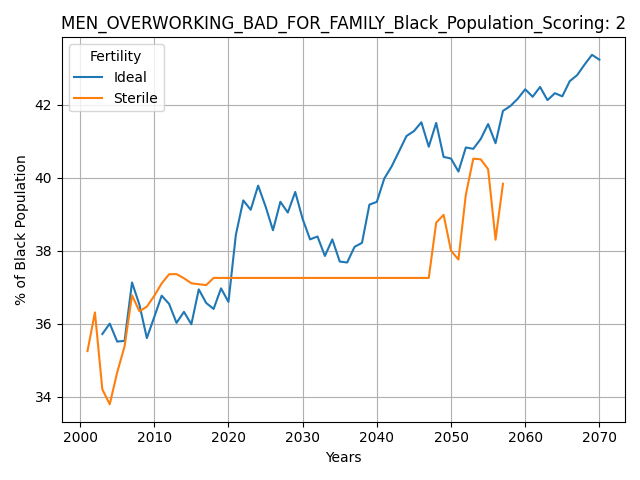 MEN_OVERWORKING_BAD_FOR_FAMILY_Black_Population_Scoring: 2
Fertility
Ideal
Sterile
% of Black Population
42
40
38
36
34
2000 2010 2020 2030 2040 2050 2060 2070
Years